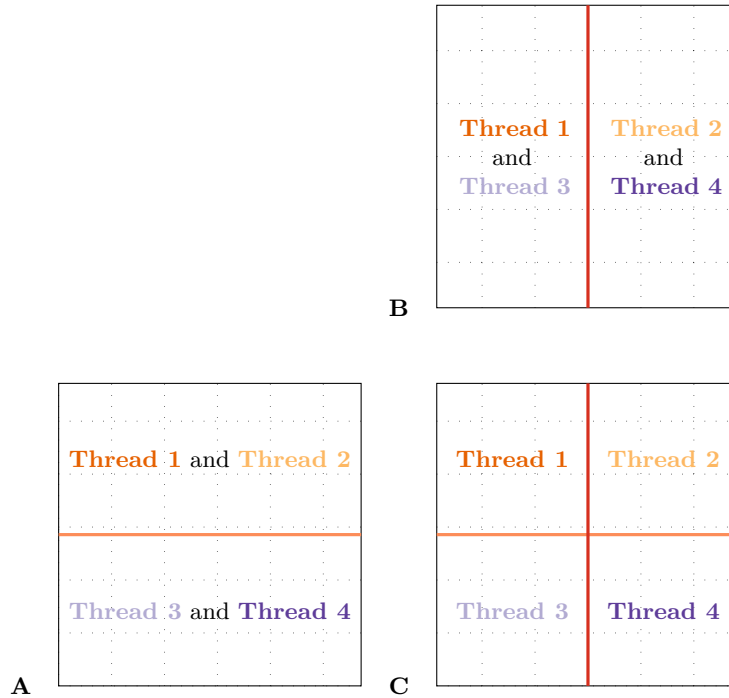 Thread 1
and
Thread 3
Thread 2
and
Thread 4
B
Thread 1 and Thread 2
Thread 3 and Thread 4
A
Thread 1
Thread 2
Thread 3
Thread 4
C